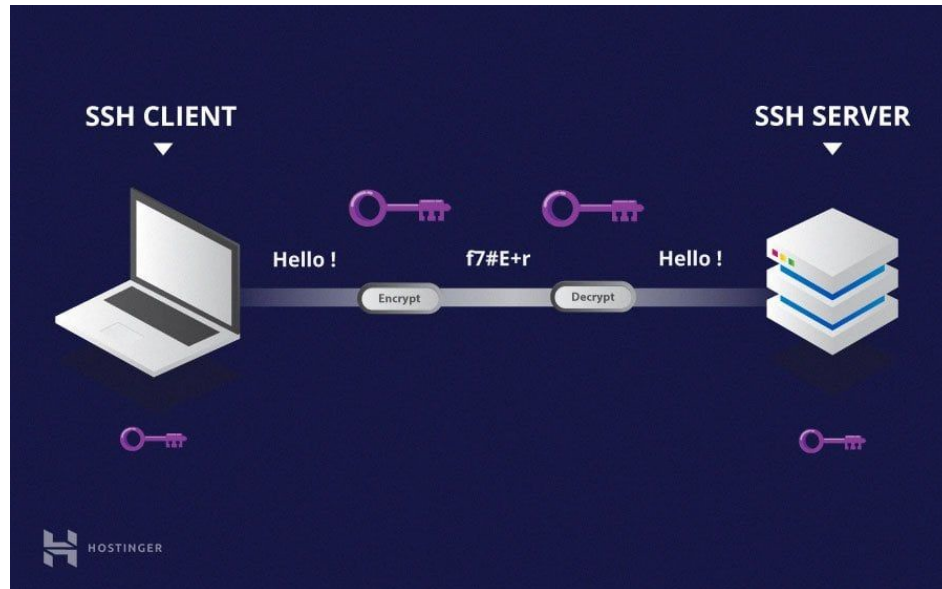 SSH CLIENT
SSH SERVER
Hello !
f7#E+r
Hello !
Encrypt
Decrypt
HOSTINGER